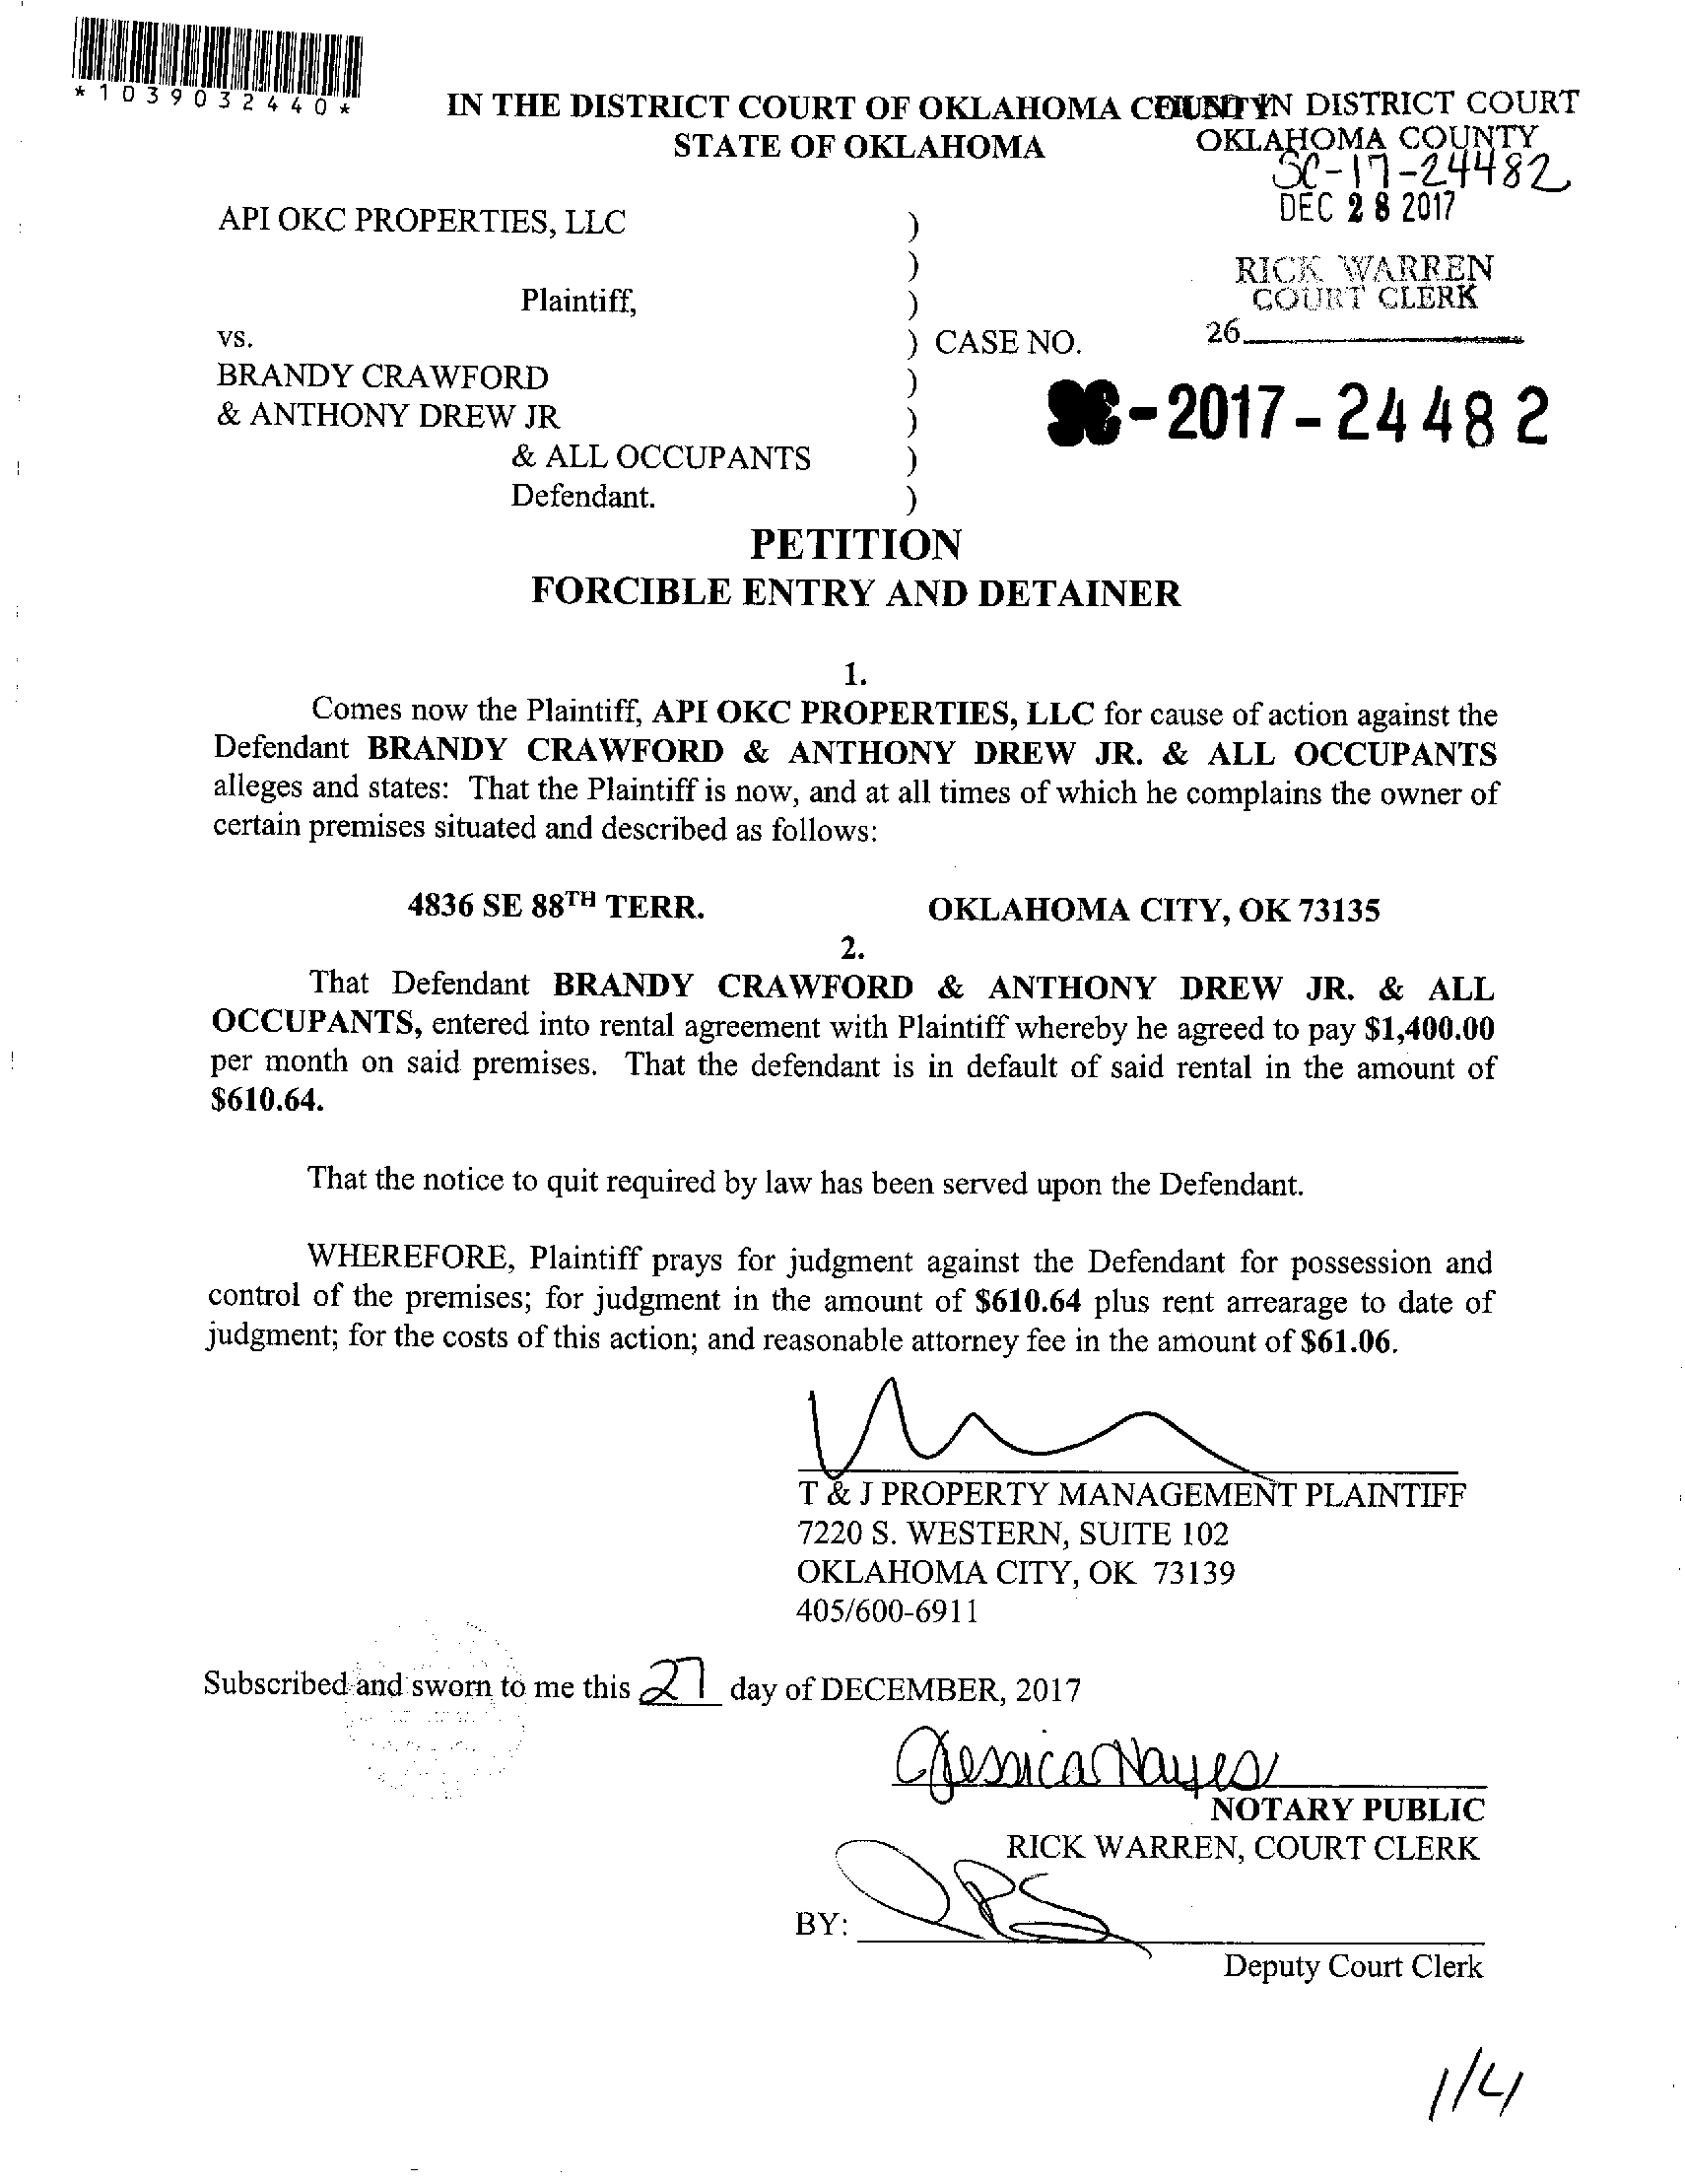 *1039032440*
IN THE DISTRICT COURT OF OKLAHOMA COUNTY
STATE OF OKLAHOMA
FILED IN DISTRICT COURT
OKLAHOMA COUNTY
SC-17-24482
DEC 28 2017
RICK WARREN
COURT CLERK
26
API OKC PROPERTIES, LLC )
)
Plaintiff, )
vs. ) CASE NO.
BRANDY CRAWFORD )
& ANTHONY DREW JR )
& ALL OCCUPANTS )
Defendant. )
SC-2017-24482
PETITION
FORCIBLE ENTRY AND DETAINER
1.
Comes now the Plaintiff, API OKC PROPERTIES, LLC for cause of action against the
Defendant BRANDY CRAWFORD & ANTHONY DREW JR. & ALL OCCUPANTS
alleges and states: That the Plaintiff is now, and at all times of which he complains the owner of
certain premises situated and described as follows:
4836 SE 88TH TERR. OKLAHOMA CITY, OK 73135
2.
That Defendant BRANDY CRAWFORD & ANTHONY DREW JR. & ALL
OCCUPANTS, entered into rental agreement with Plaintiff whereby he agreed to pay $1,400.00
per month on said premises. That the defendant is in default of said rental in the amount of
$610.64.
That the notice to quit required by law has been served upon the Defendant.
WHEREFORE, Plaintiff prays for judgment against the Defendant for possession and
control of the premises; for judgment in the amount of $610.64 plus rent arrearage to date of
judgment; for the costs of this action; and reasonable attorney fee in the amount of $61.06.
T & J PROPERTY MANAGEMENT PLAINTIFF
7220 S. WESTERN, SUITE 102
OKLAHOMA CITY, OK 73139
405/600-6911
Subscribed and sworn to me this 27 day of DECEMBER, 2017
Jessica Hayes
NOTARY PUBLIC
RICK WARREN, COURT CLERK
BY:
Deputy Court Clerk
1/4